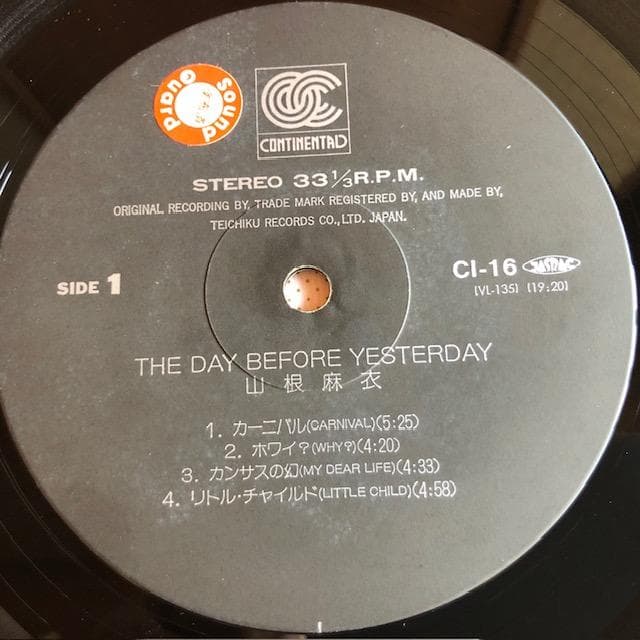 Sound Guard
CONTINENTAL
STEREO 33 1/3 R.P.M.
ORIGINAL RECORDING BY, TRADE MARK REGISTERED BY, AND MADE BY,
TEICHIKU RECORDS CO., LTD. JAPAN.
SIDE 1
CI-16 JASRAC
[VL-135] (19:20)
THE DAY BEFORE YESTERDAY
山根麻衣
1. カーニバル(CARNIVAL)(5:25)
2. ホワイ?(WHY?)(4:20)
3. カンサスの幻(MY DEAR LIFE)(4:33)
4. リトル・チャイルド(LITTLE CHILD)(4:58)